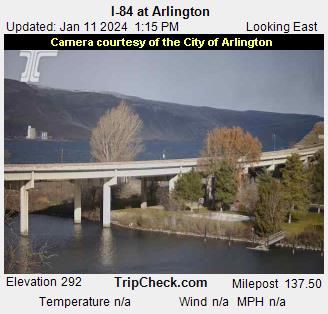 I-84 at Arlington
Updated: Jan 11 2024 1:15 PM Looking East
Camera courtesy of the City of Arlington
Elevation 292 TripCheck.com Milepost 137.50
Temperature n/a Wind n/a MPH n/a